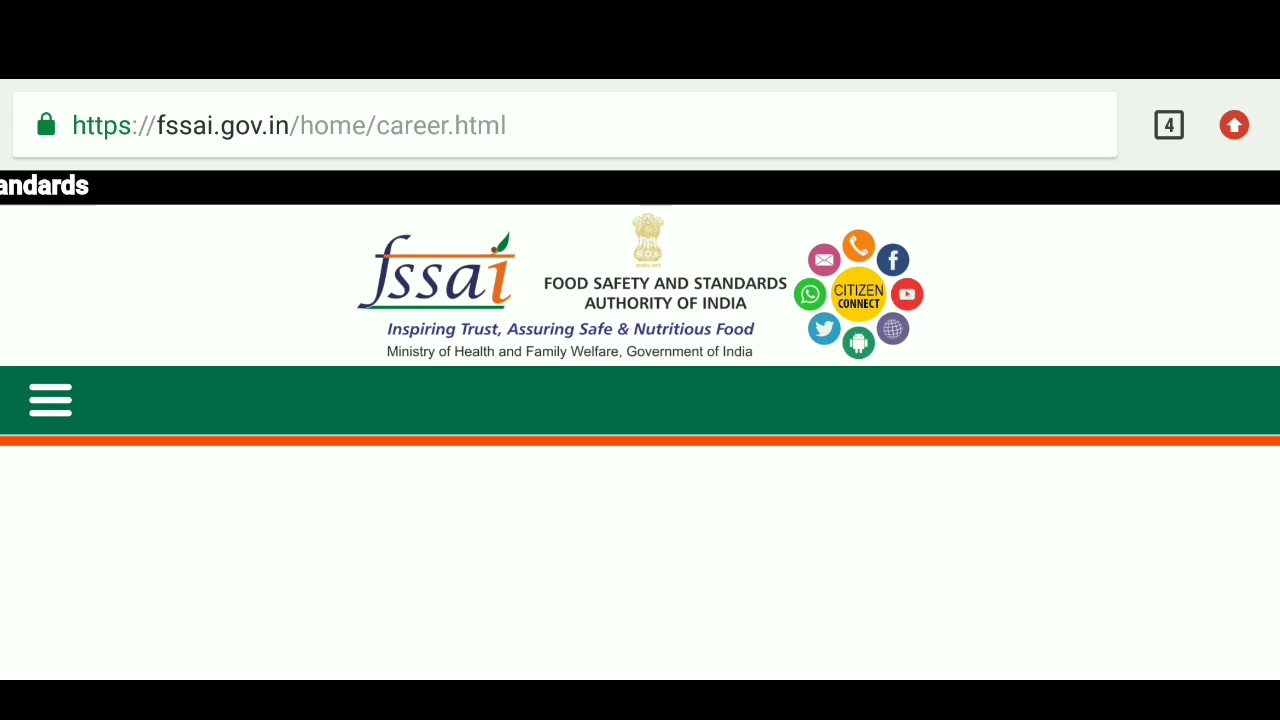 https://fssai.gov.in/home/career.html
4
andards
fssai
FOOD SAFETY AND STANDARDS
AUTHORITY OF INDIA
Inspiring Trust, Assuring Safe & Nutritious Food
Ministry of Health and Family Welfare, Government of India
CITIZEN
CONNECT